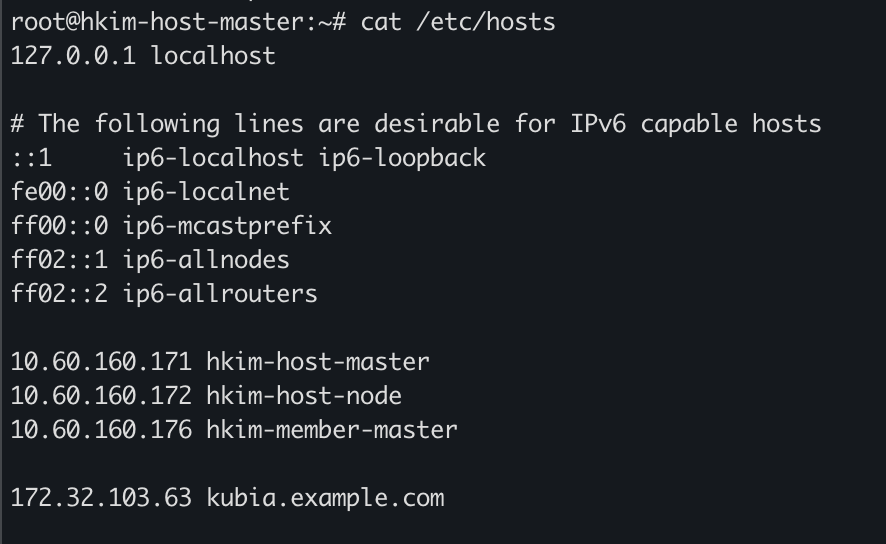 root@hkim-host-master:~# cat /etc/hosts
127.0.0.1 localhost
# The following lines are desirable for IPv6 capable hosts
::1     ip6-localhost ip6-loopback
fe00::0 ip6-localnet
ff00::0 ip6-mcastprefix
ff02::1 ip6-allnodes
ff02::2 ip6-allrouters
10.60.160.171 hkim-host-master
10.60.160.172 hkim-host-node
10.60.160.176 hkim-member-master
172.32.103.63 kubia.example.com